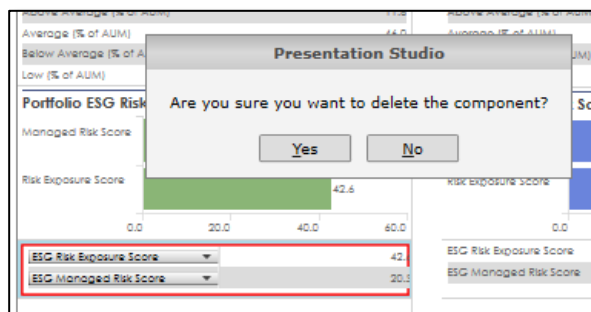 Above Average (% of AUM)
Average (% of AUM)
Below Average (% of A
Low (% of AUM)
Presentation Studio
Are you sure you want to delete the component?
Yes No
Portfolio ESG Risk
Managed Risk Score
Risk Exposure Score
42.6
0.0 20.0 40.0 60.0
ESG Risk Exposure Score 42.
ESG Managed Risk Score 20.
Above Average (% of AUM)
UM)
Sc
Risk Exposure Score
0.0
ESG Risk Exposure Score
ESG Managed Risk Score